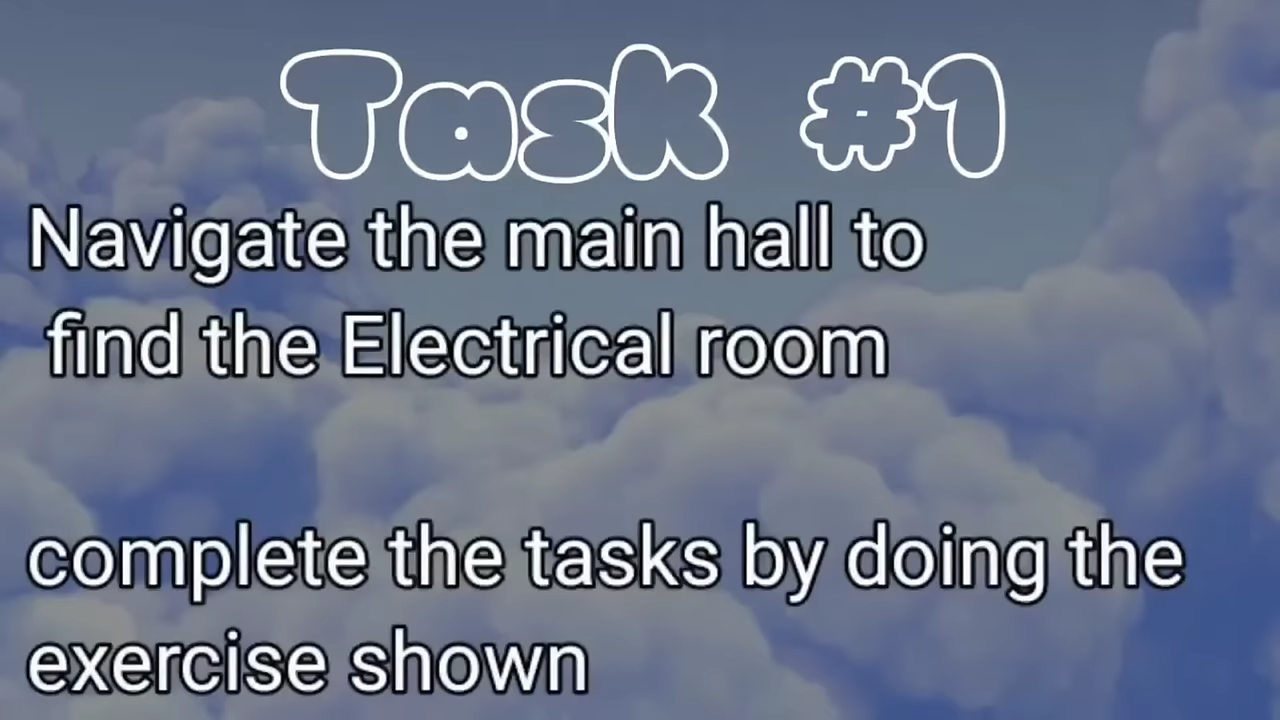 Task #1
Navigate the main hall to
find the Electrical room
complete the tasks by doing the
exercise shown